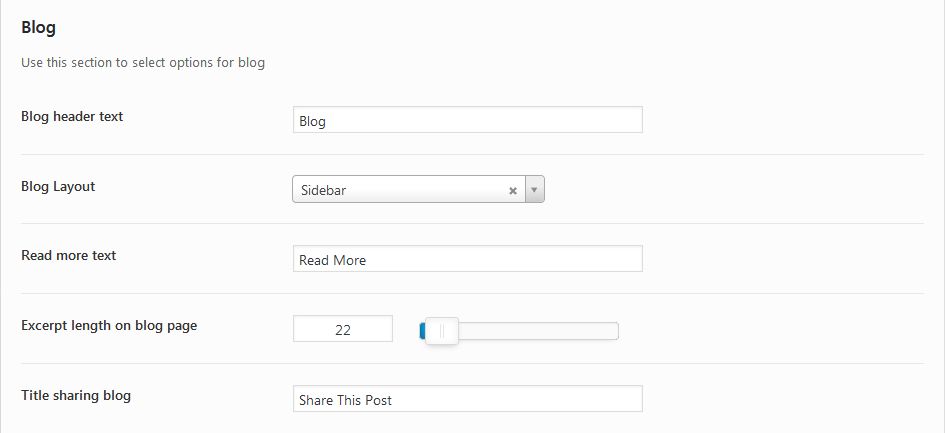 Blog
Use this section to select options for blog
Blog header text
Blog
Blog Layout
Sidebar
Read more text
Read More
Excerpt length on blog page
22
Title sharing blog
Share This Post